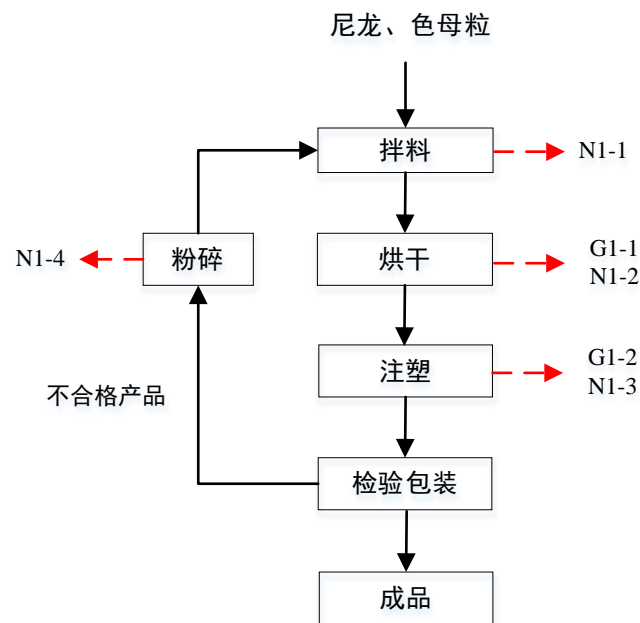 尼龙、色母粒
拌料
N1-1
N1-4
粉碎
烘干
G1-1
N1-2
注塑
G1-2
N1-3
不合格产品
检验包装
成品